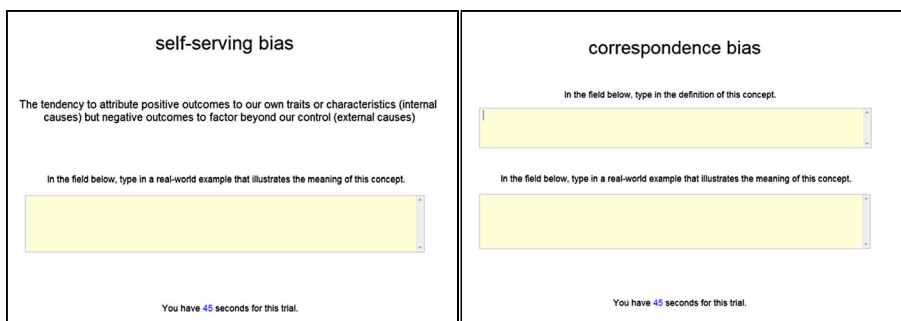 self-serving bias
The tendency to attribute positive outcomes to our own traits or characteristics (internal
causes) but negative outcomes to factor beyond our control (external causes)
In the field below, type in a real-world example that illustrates the meaning of this concept.
You have 45 seconds for this trial.
correspondence bias
In the field below, type in the definition of this concept.
In the field below, type in a real-world example that illustrates the meaning of this concept.
You have 45 seconds for this trial.